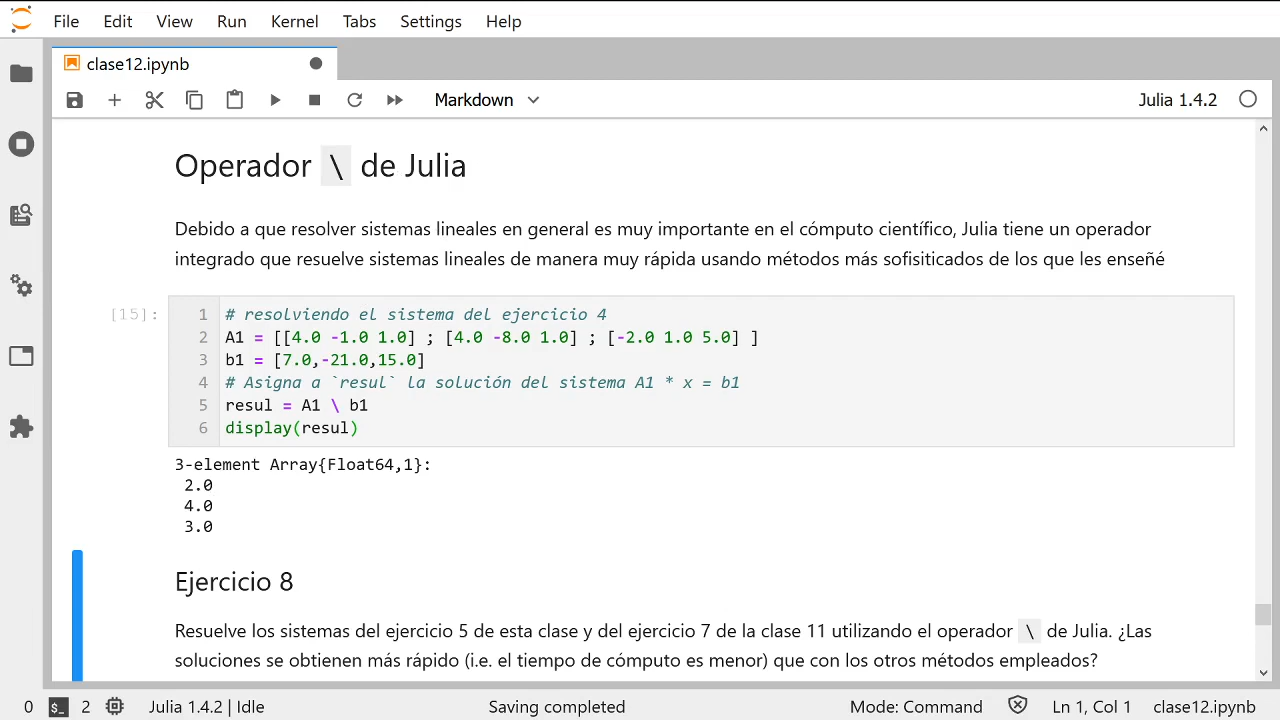 File Edit View Run Kernel Tabs Settings Help
clase12.ipynb
Markdown
Julia 1.4.2
Operador \ de Julia
Debido a que resolver sistemas lineales en general es muy importante en el cómputo científico, Julia tiene un operador
integrado que resuelve sistemas lineales de manera muy rápida usando métodos más sofisiticados de los que les enseñé
[15]:
1 # resolviendo el sistema del ejercicio 4
2 A1 = [[4.0 -1.0 1.0] ; [4.0 -8.0 1.0] ; [-2.0 1.0 5.0] ]
3 b1 = [7.0,-21.0,15.0]
4 # Asigna a `resul` la solución del sistema A1 * x = b1
5 resul = A1 \ b1
6 display(resul)
3-element Array{Float64,1}:
2.0
4.0
3.0
Ejercicio 8
Resuelve los sistemas del ejercicio 5 de esta clase y del ejercicio 7 de la clase 11 utilizando el operador \ de Julia. ¿Las
soluciones se obtienen más rápido (i.e. el tiempo de cómputo es menor) que con los otros métodos empleados?
0 $_ 2 Julia 1.4.2 | Idle Saving completed Mode: Command Ln 1, Col 1 clase12.ipynb